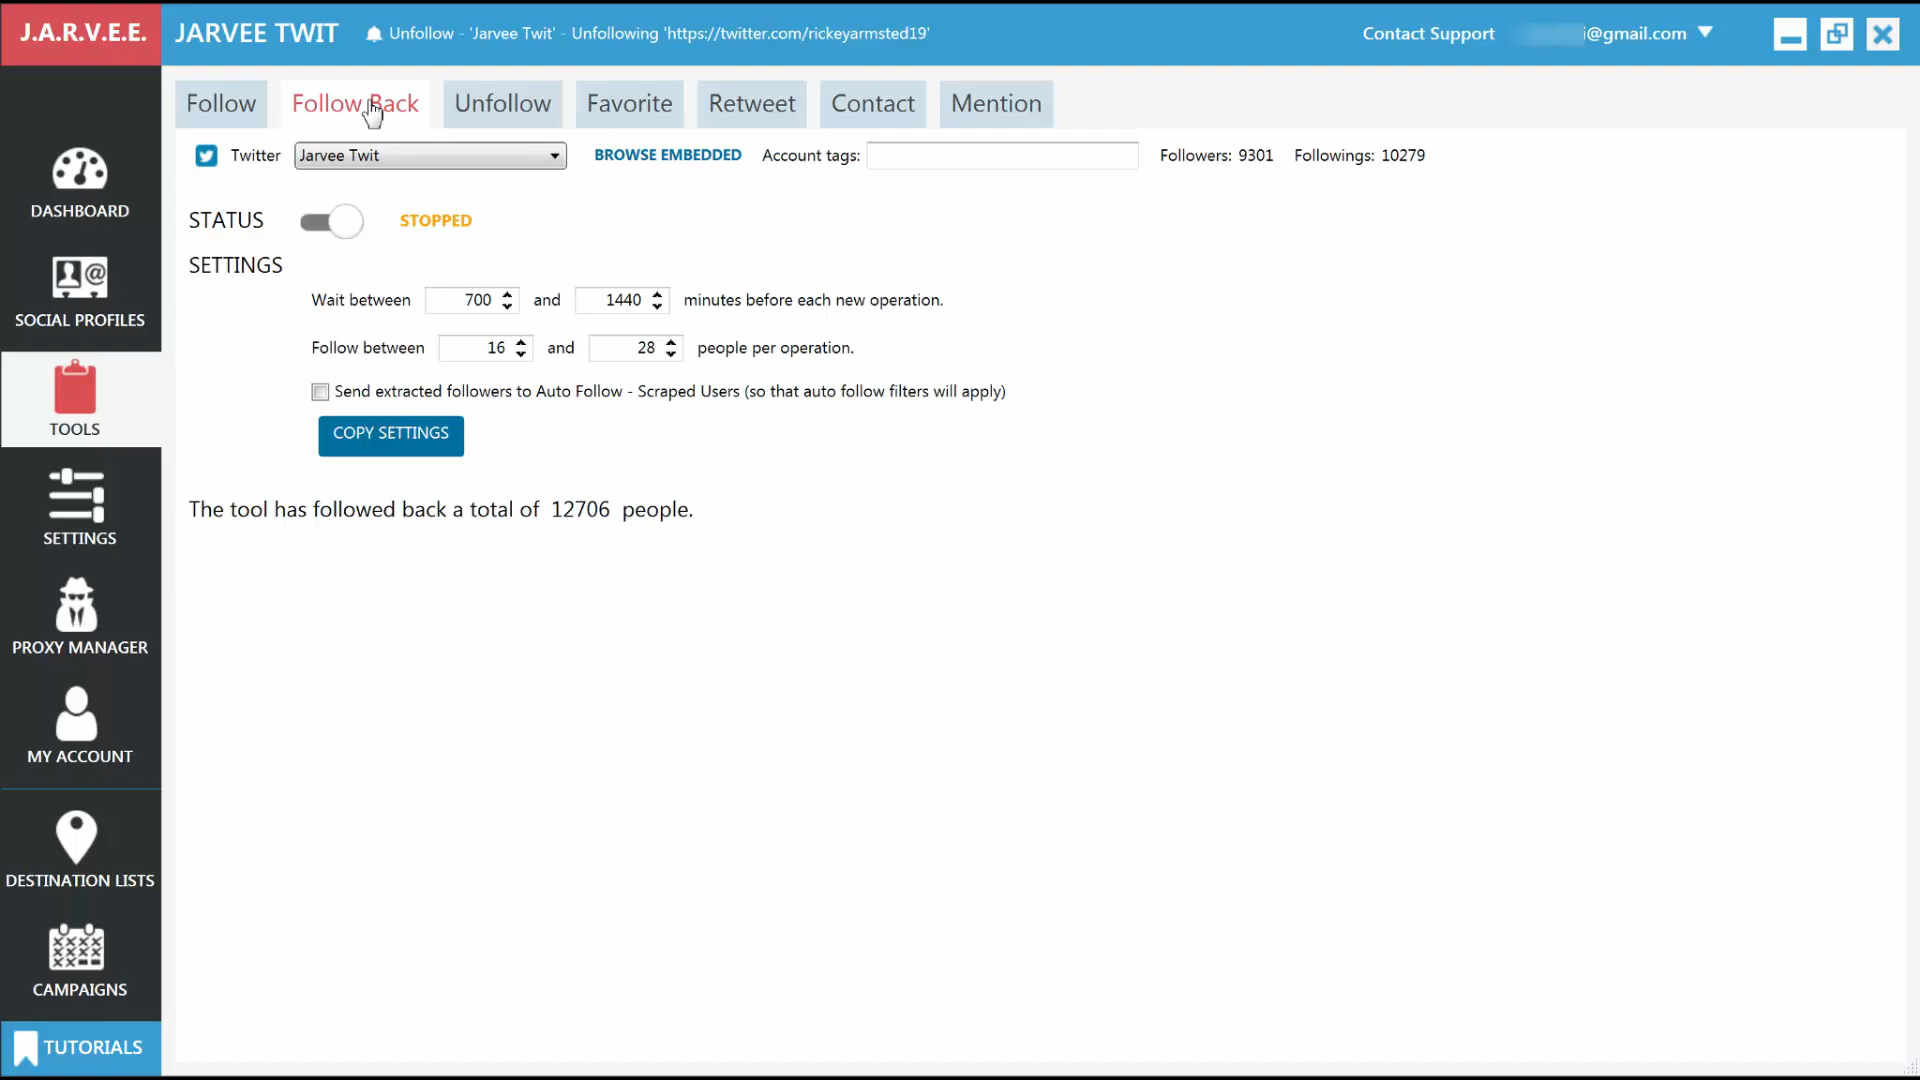 J.A.R.V.E.E.
JARVEE TWIT
Unfollow - 'Jarvee Twit' - Unfollowing 'https://twitter.com/rickeyarmsted19'
Contact Support
i@gmail.com
Follow
Follow Back
Unfollow
Favorite
Retweet
Contact
Mention
Twitter
Jarvee Twit
BROWSE EMBEDDED
Account tags:
Followers: 9301
Followings: 10279
STATUS
STOPPED
SETTINGS
Wait between 700 and 1440 minutes before each new operation.
Follow between 16 and 28 people per operation.
Send extracted followers to Auto Follow - Scraped Users (so that auto follow filters will apply)
COPY SETTINGS
The tool has followed back a total of 12706 people.
DASHBOARD
SOCIAL PROFILES
TOOLS
SETTINGS
PROXY MANAGER
MY ACCOUNT
DESTINATION LISTS
CAMPAIGNS
TUTORIALS